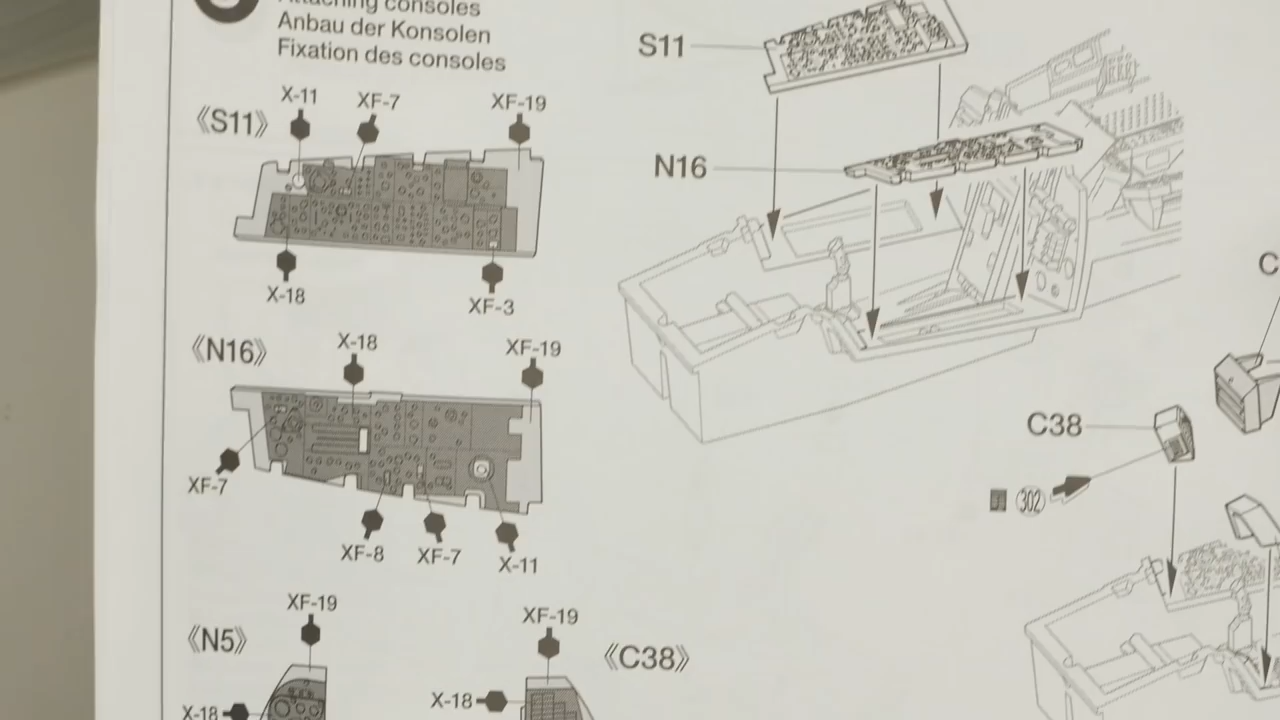 Attaching consoles
Anbau der Konsolen
Fixation des consoles
S11
X-11
XF-7
XF-19
《S11》
N16
X-18
XF-3
C
X-18
XF-19
《N16》
C38
XF-7
302
XF-8
XF-7
X-11
XF-19
XF-19
《N5》
《C38》
X-18
X-18